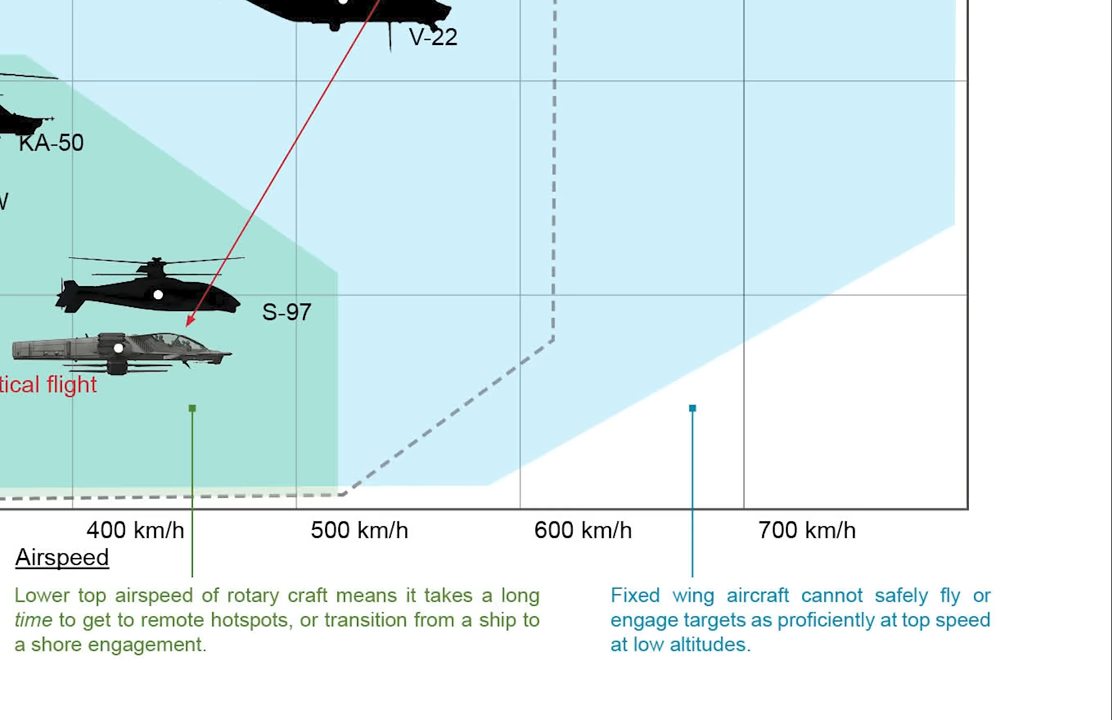 V-22
KA-50
S-97
tical flight
400 km/h
500 km/h
600 km/h
700 km/h
Airspeed
Lower top airspeed of rotary craft means it takes a long
time to get to remote hotspots, or transition from a ship to
a shore engagement.
Fixed wing aircraft cannot safely fly or
engage targets as proficiently at top speed
at low altitudes.